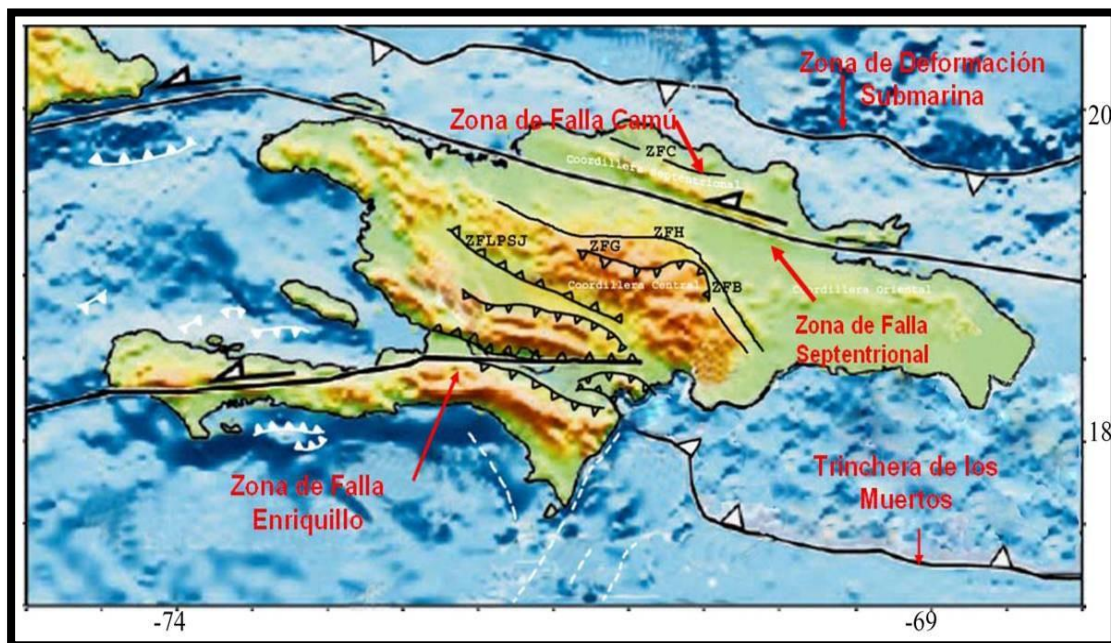 Zona de Deformación
Submarina
20
Zona de Falla Camú
ZFC
Coordillera Septentrional
ZFLPSJ
ZFG
ZFH
Coordillera Central
ZFB
Coordillera Oriental
Zona de Falla
Septentrional
18
Zona de Falla
Enriquillo
Trinchera de los
Muertos
-74
-69